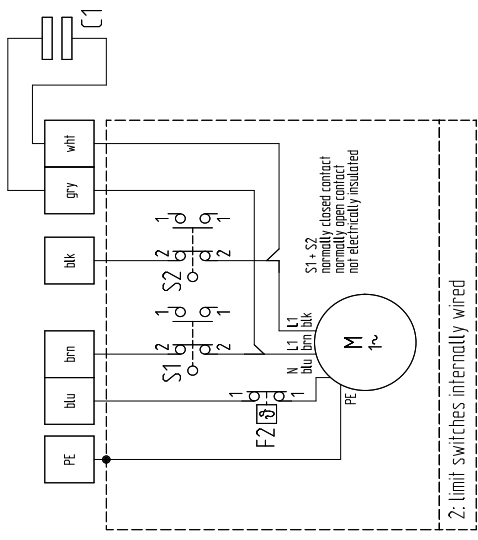 C1
wht
gry
blk
brn
blu
PE
1
1
2
2
S2
1
1
2
2
S1
1
1
F2
ϑ
S1 + S2
normally closed contact
normally open contact
not electrically insulated
L1
blk
L1
brn
N
blu
PE
M
1~
2: limit switches internally wired